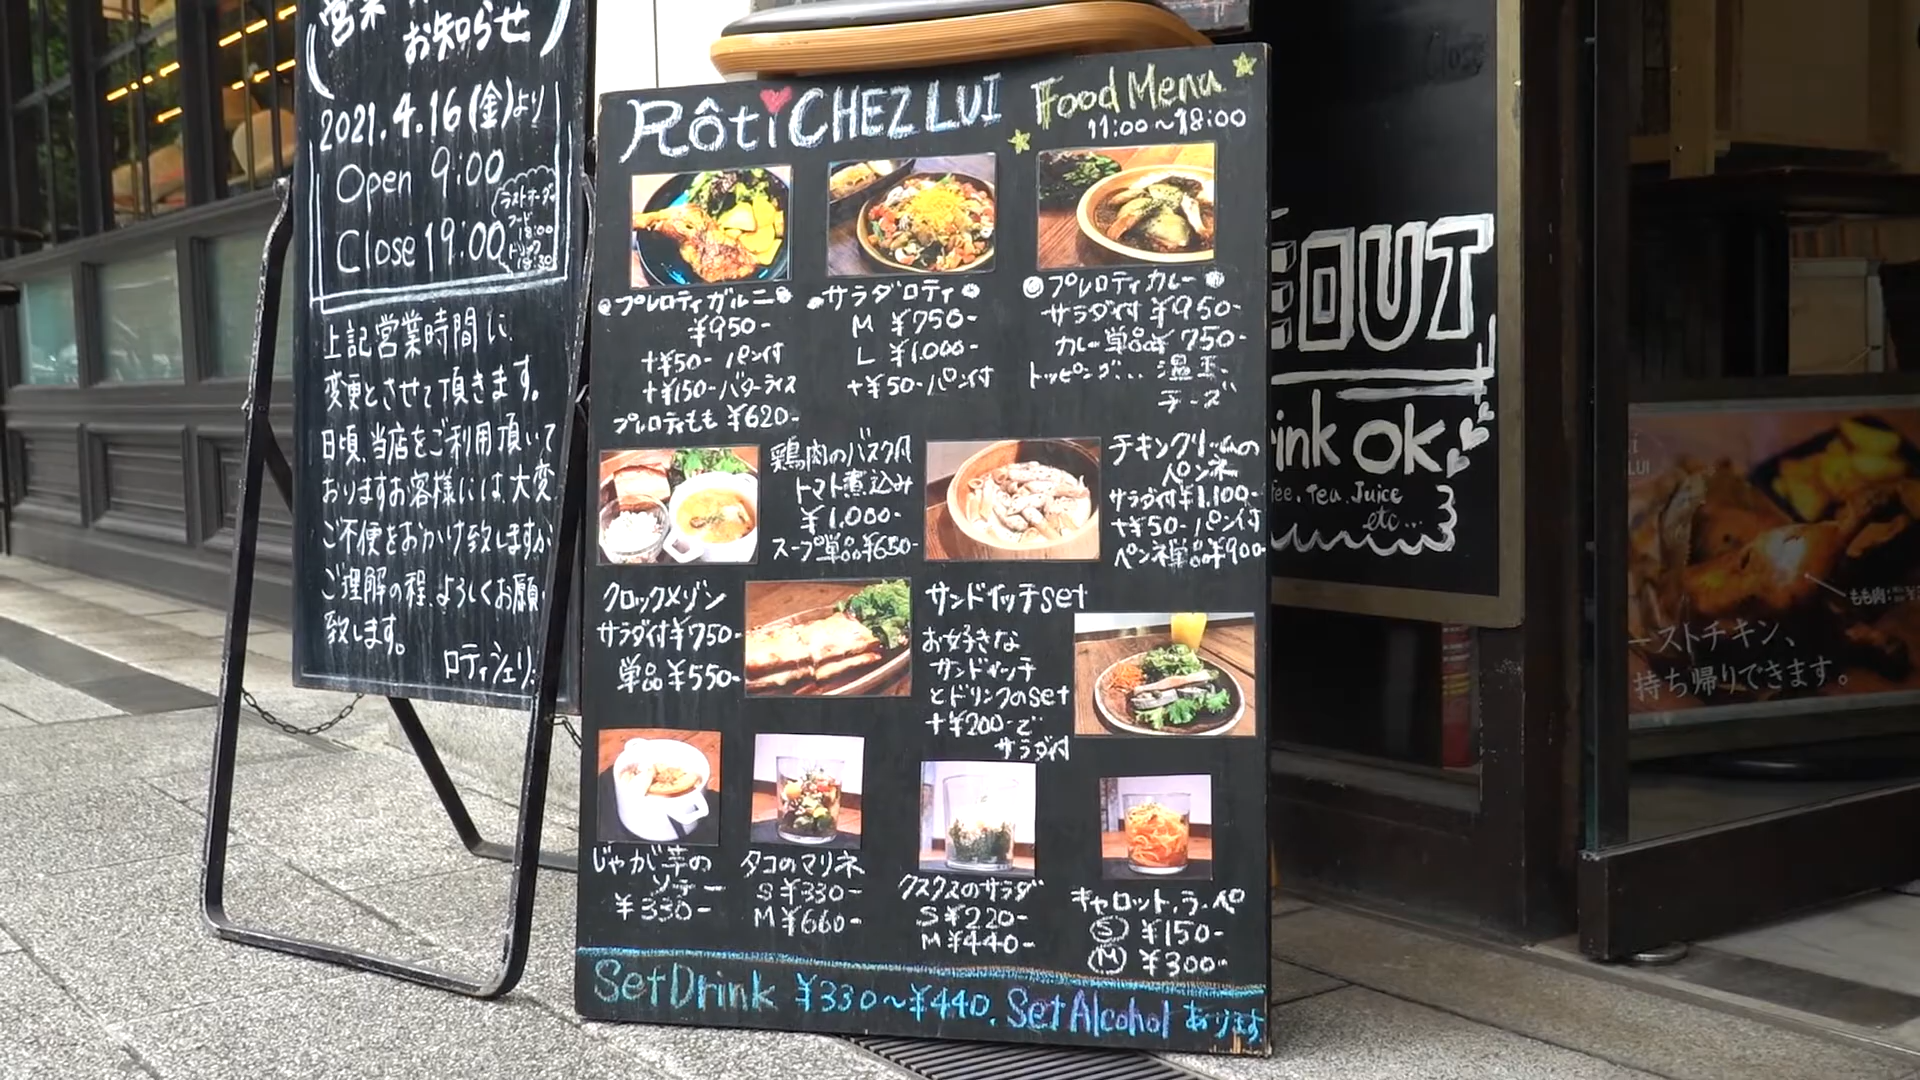 営業
お知らせ
2021.4.16(金)より
Open 9:00
Close 19:00
ラストオーダー
フード
18:00
ドリンク
18:30
上記営業時間に、
変更とさせて頂きます。
日頃、当店をご利用頂いて
おりますお客様には、大変
ご不便をおかけ致しますが
ご理解の程、よろしくお願い
致します。
ロティシェリ
Rôti CHEZ LUI
Food Menu
11:00~18:00
プレロティガルニ
¥950-
+¥50- パン付
+¥150-バターライス
プレロティもも ¥620-
サラダロティ
M ¥750-
L ¥1.000-
+¥50-パン付
プレロティカレー
サラダ付 ¥950-
カレー単品¥750-
トッピング... 温玉
チーズ
鶏肉のバスク風
トマト煮込み
¥1.000-
スープ単品¥650-
チキンクリームの
ペンネ
サラダ付¥1.100-
+¥50-パン付
ペンネ単品¥900-
クロックメゾン
サラダ付¥750-
単品¥550-
サンドイッチset
お好きな
サンドイッチ
とドリンクのset
+¥200-で
サラダ付
じゃが芋の
ソテー
¥330-
タコのマリネ
S ¥330-
M ¥660-
クスクスのサラダ
S ¥220-
M ¥440-
キャロット.ラ.ペ
S ¥150-
M ¥300-
Set Drink ¥330~¥440. Set Alcohol あります
OUT
ink OK
fee. Tea. Juice
etc...
Close
LUI
もも肉:
ーストチキン、
持ち帰りできます。